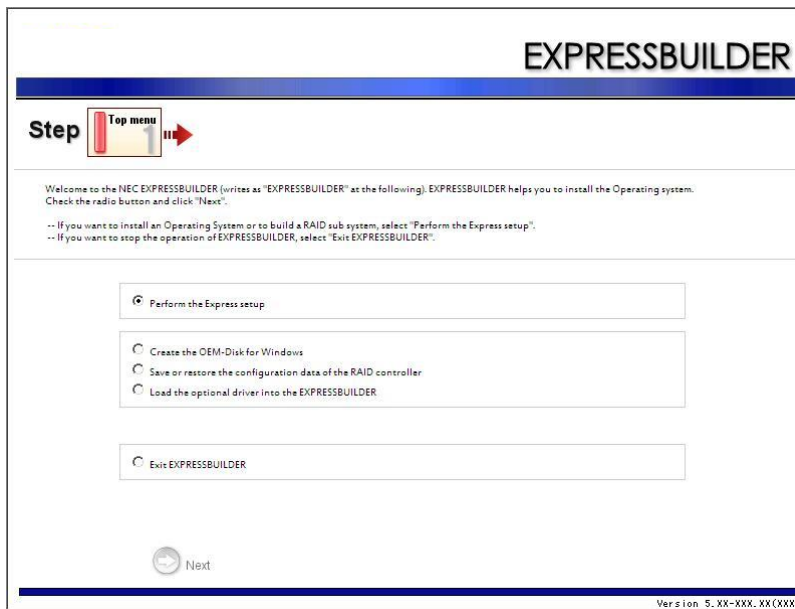 EXPRESSBUILDER
Step
Top menu
1
Welcome to the NEC EXPRESSBUILDER (writes as "EXPRESSBUILDER" at the following). EXPRESSBUILDER helps you to install the Operating system.
Check the radio button and click "Next".
-- If you want to install an Operating System or to build a RAID sub system, select "Perform the Express setup".
-- If you want to stop the operation of EXPRESSBUILDER, select "Exit EXPRESSBUILDER".
Perform the Express setup
Create the OEM-Disk for Windows
Save or restore the configuration data of the RAID controller
Load the optional driver into the EXPRESSBUILDER
Exit EXPRESSBUILDER
Next
Version 5.XX-XXX.XX(XXX